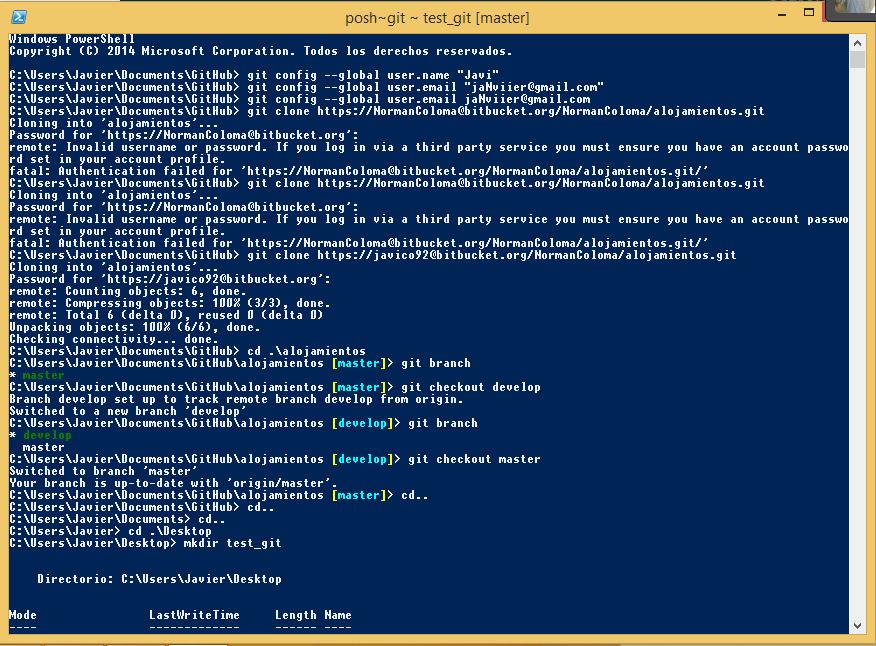 posh~git ~ test_git [master]
Windows PowerShell
Copyright (C) 2014 Microsoft Corporation. Todos los derechos reservados.
C:\Users\Javier\Documents\GitHub> git config --global user.name "Javi"
C:\Users\Javier\Documents\GitHub> git config --global user.email "jaNviier@gmail.com"
C:\Users\Javier\Documents\GitHub> git config --global user.email jaNviier@gmail.com
C:\Users\Javier\Documents\GitHub> git clone https://NormanColoma@bitbucket.org/NormanColoma/alojamientos.git
Cloning into 'alojamientos'...
Password for 'https://NormanColoma@bitbucket.org':
remote: Invalid username or password. If you log in via a third party service you must ensure you have an account passwo
rd set in your account profile.
fatal: Authentication failed for 'https://NormanColoma@bitbucket.org/NormanColoma/alojamientos.git/'
C:\Users\Javier\Documents\GitHub> git clone https://NormanColoma@bitbucket.org/NormanColoma/alojamientos.git
Cloning into 'alojamientos'...
Password for 'https://NormanColoma@bitbucket.org':
remote: Invalid username or password. If you log in via a third party service you must ensure you have an account passwo
rd set in your account profile.
fatal: Authentication failed for 'https://NormanColoma@bitbucket.org/NormanColoma/alojamientos.git/'
C:\Users\Javier\Documents\GitHub> git clone https://javico92@bitbucket.org/NormanColoma/alojamientos.git
Cloning into 'alojamientos'...
Password for 'https://javico92@bitbucket.org':
remote: Counting objects: 6, done.
remote: Compressing objects: 100% (3/3), done.
remote: Total 6 (delta 0), reused 0 (delta 0)
Unpacking objects: 100% (6/6), done.
Checking connectivity... done.
C:\Users\Javier\Documents\GitHub> cd .\alojamientos
C:\Users\Javier\Documents\GitHub\alojamientos [master]> git branch
* master
C:\Users\Javier\Documents\GitHub\alojamientos [master]> git checkout develop
Branch develop set up to track remote branch develop from origin.
Switched to a new branch 'develop'
C:\Users\Javier\Documents\GitHub\alojamientos [develop]> git branch
* develop
  master
C:\Users\Javier\Documents\GitHub\alojamientos [develop]> git checkout master
Switched to branch 'master'
Your branch is up-to-date with 'origin/master'.
C:\Users\Javier\Documents\GitHub\alojamientos [master]> cd..
C:\Users\Javier\Documents\GitHub> cd..
C:\Users\Javier\Documents> cd..
C:\Users\Javier> cd .\Desktop
C:\Users\Javier\Desktop> mkdir test_git
    Directorio: C:\Users\Javier\Desktop
Mode                LastWriteTime     Length Name
----                -------------     ------ ----